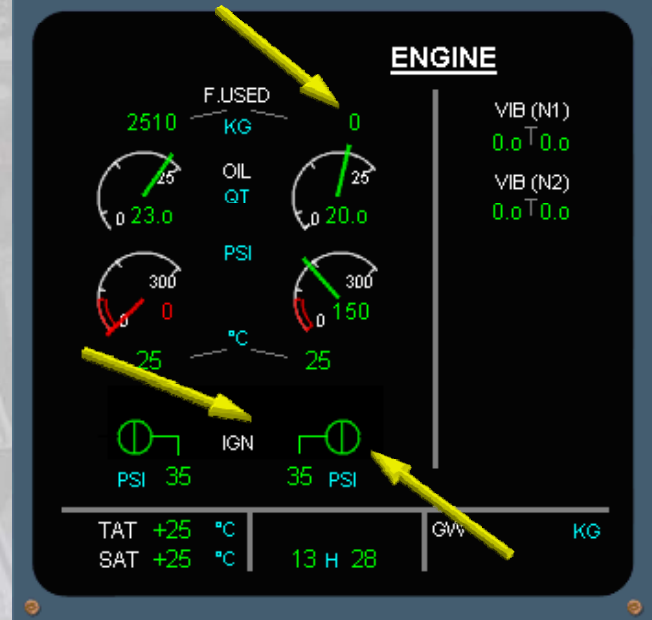 ENGINE
F.USED
2510 KG 0
VIB (N1)
0.0 T 0.0
25 OIL 25
QT
0 23.0 0 20.0
VIB (N2)
0.0 T 0.0
PSI
300 300
0 0 0 150
°C
25 25
IGN
PSI 35 35 PSI
TAT +25 °C
SAT +25 °C
13 H 28
GW KG